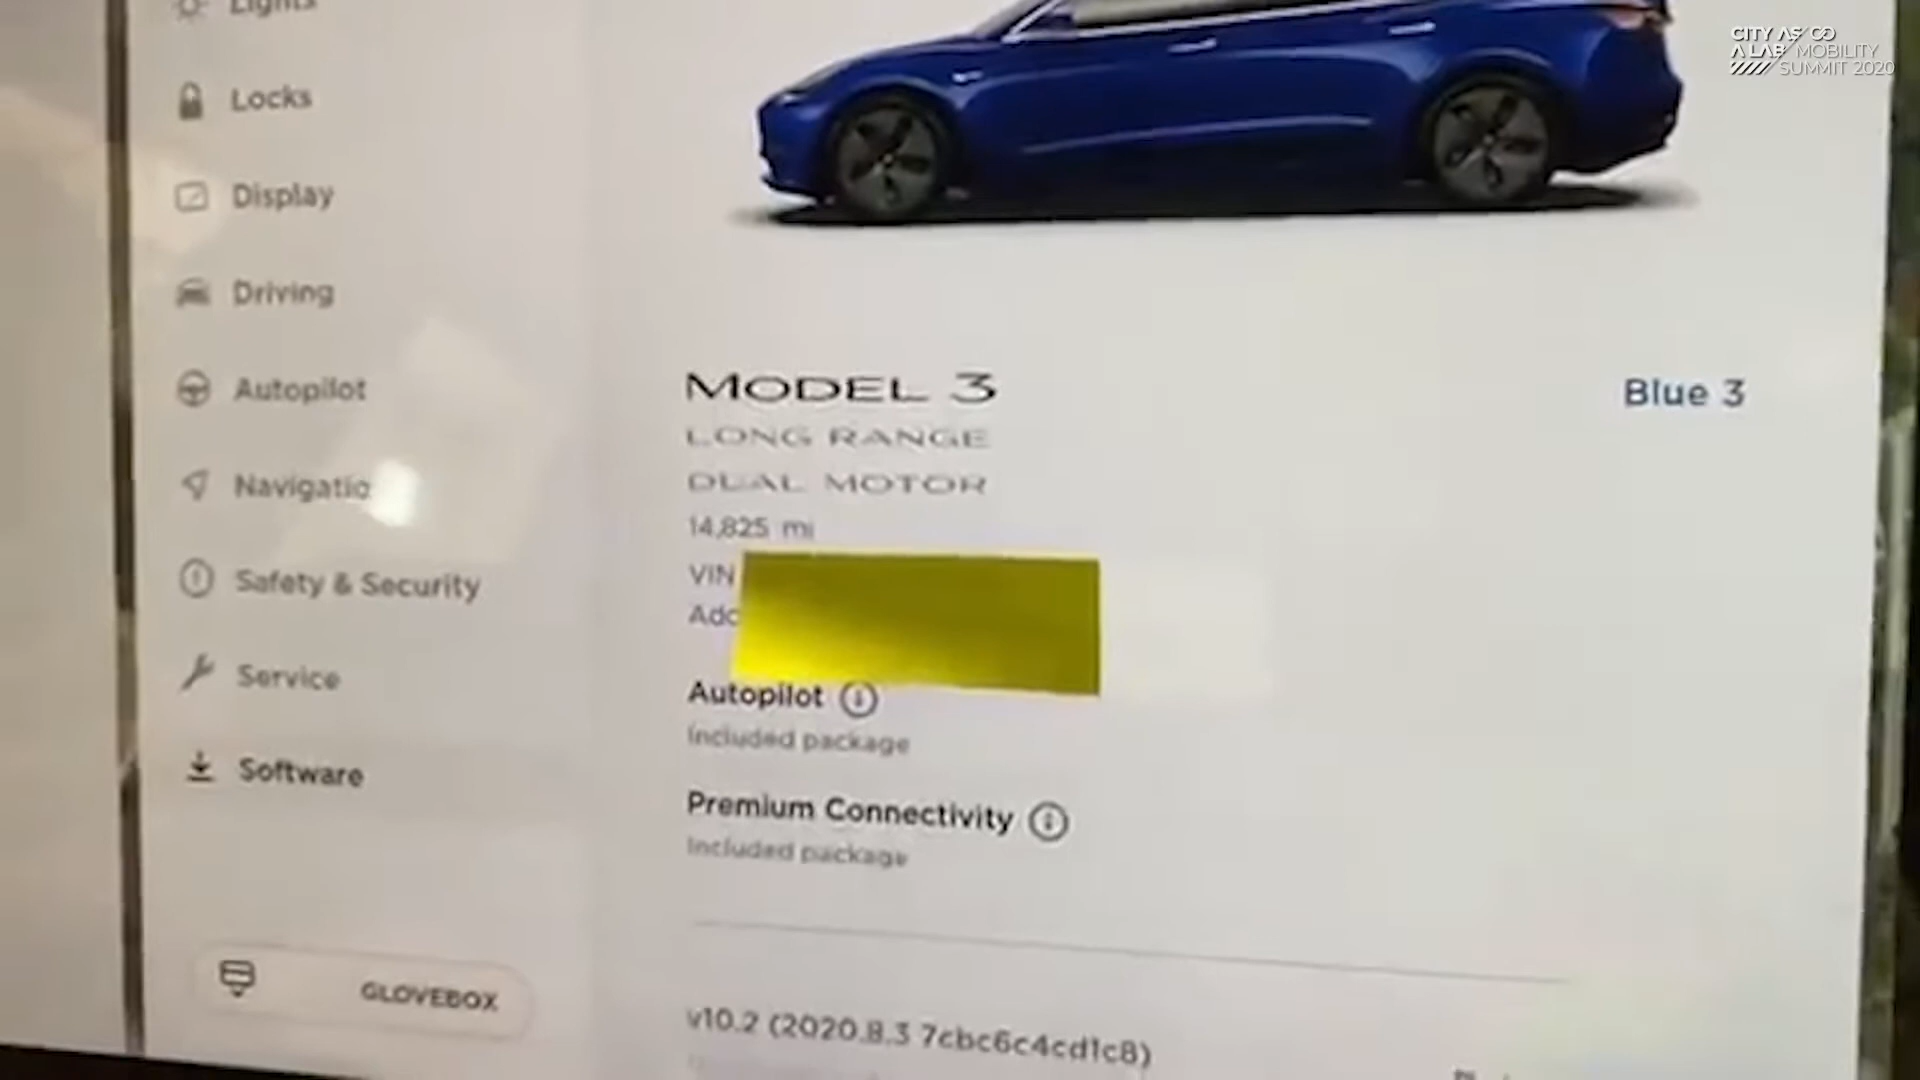 Lights
Locks
Display
Driving
Autopilot
Navigatio
Safety & Security
Service
Software
GLOVEBOX
MODEL 3
LONG RANGE
DUAL MOTOR
14,825 mi
VIN
Adc
Autopilot
Included package
Premium Connectivity
Included package
v10.2 (2020.8.3 7cbc6c4cd1c8)
Blue 3
CITY AS
A LAB
CO
MOBILITY
SUMMIT 2020